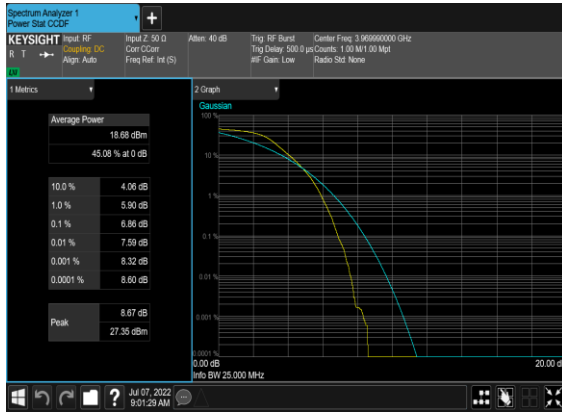 Spectrum Analyzer 1
Power Stat CCDF
KEYSIGHT
R T
LXI
Input: RF
Coupling: DC
Align: Auto
Input Z: 50 Ω
Corr CCorr
Freq Ref: Int (S)
Atten: 40 dB
Trig: RF Burst
Trig Delay: 500.0 µs
#IF Gain: Low
Center Freq: 3.969990000 GHz
Counts: 1.00 M/1.00 Mpt
Radio Std: None
1 Metrics
Average Power
18.68 dBm
45.08 % at 0 dB
10.0 % 4.06 dB
1.0 % 5.90 dB
0.1 % 6.86 dB
0.01 % 7.59 dB
0.001 % 8.32 dB
0.0001 % 8.60 dB
Peak
8.67 dB
27.35 dBm
2 Graph
Gaussian
100 %
10 %
1 %
0.1 %
0.01 %
0.001 %
0.0001 %
0.00 dB
20.00 d
Info BW 25.000 MHz
?
Jul 07, 2022
9:01:29 AM